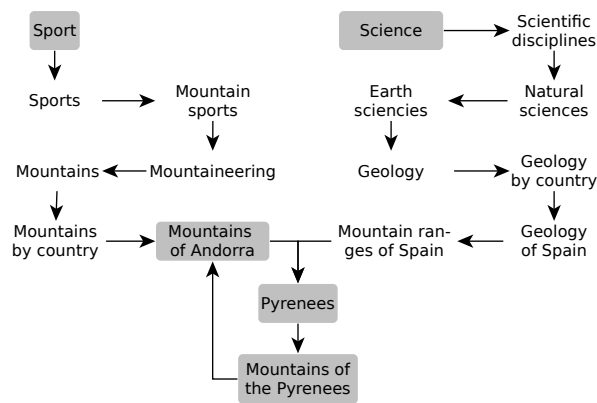 Sport
Science
Scientific
disciplines
Sports
Mountain
sports
Earth
sciencies
Natural
sciences
Mountains
Mountaineering
Geology
Geology
by country
Mountains
by country
Mountains
of Andorra
Mountain ran-
ges of Spain
Geology
of Spain
Pyrenees
Mountains of
the Pyrenees